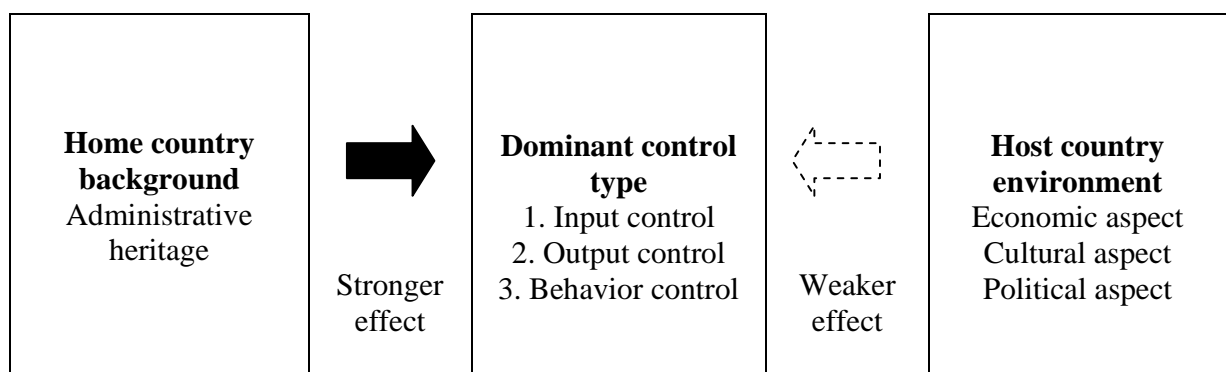 Home country
background
Administrative
heritage
Stronger
effect
Dominant control
type
1. Input control
2. Output control
3. Behavior control
Weaker
effect
Host country
environment
Economic aspect
Cultural aspect
Political aspect